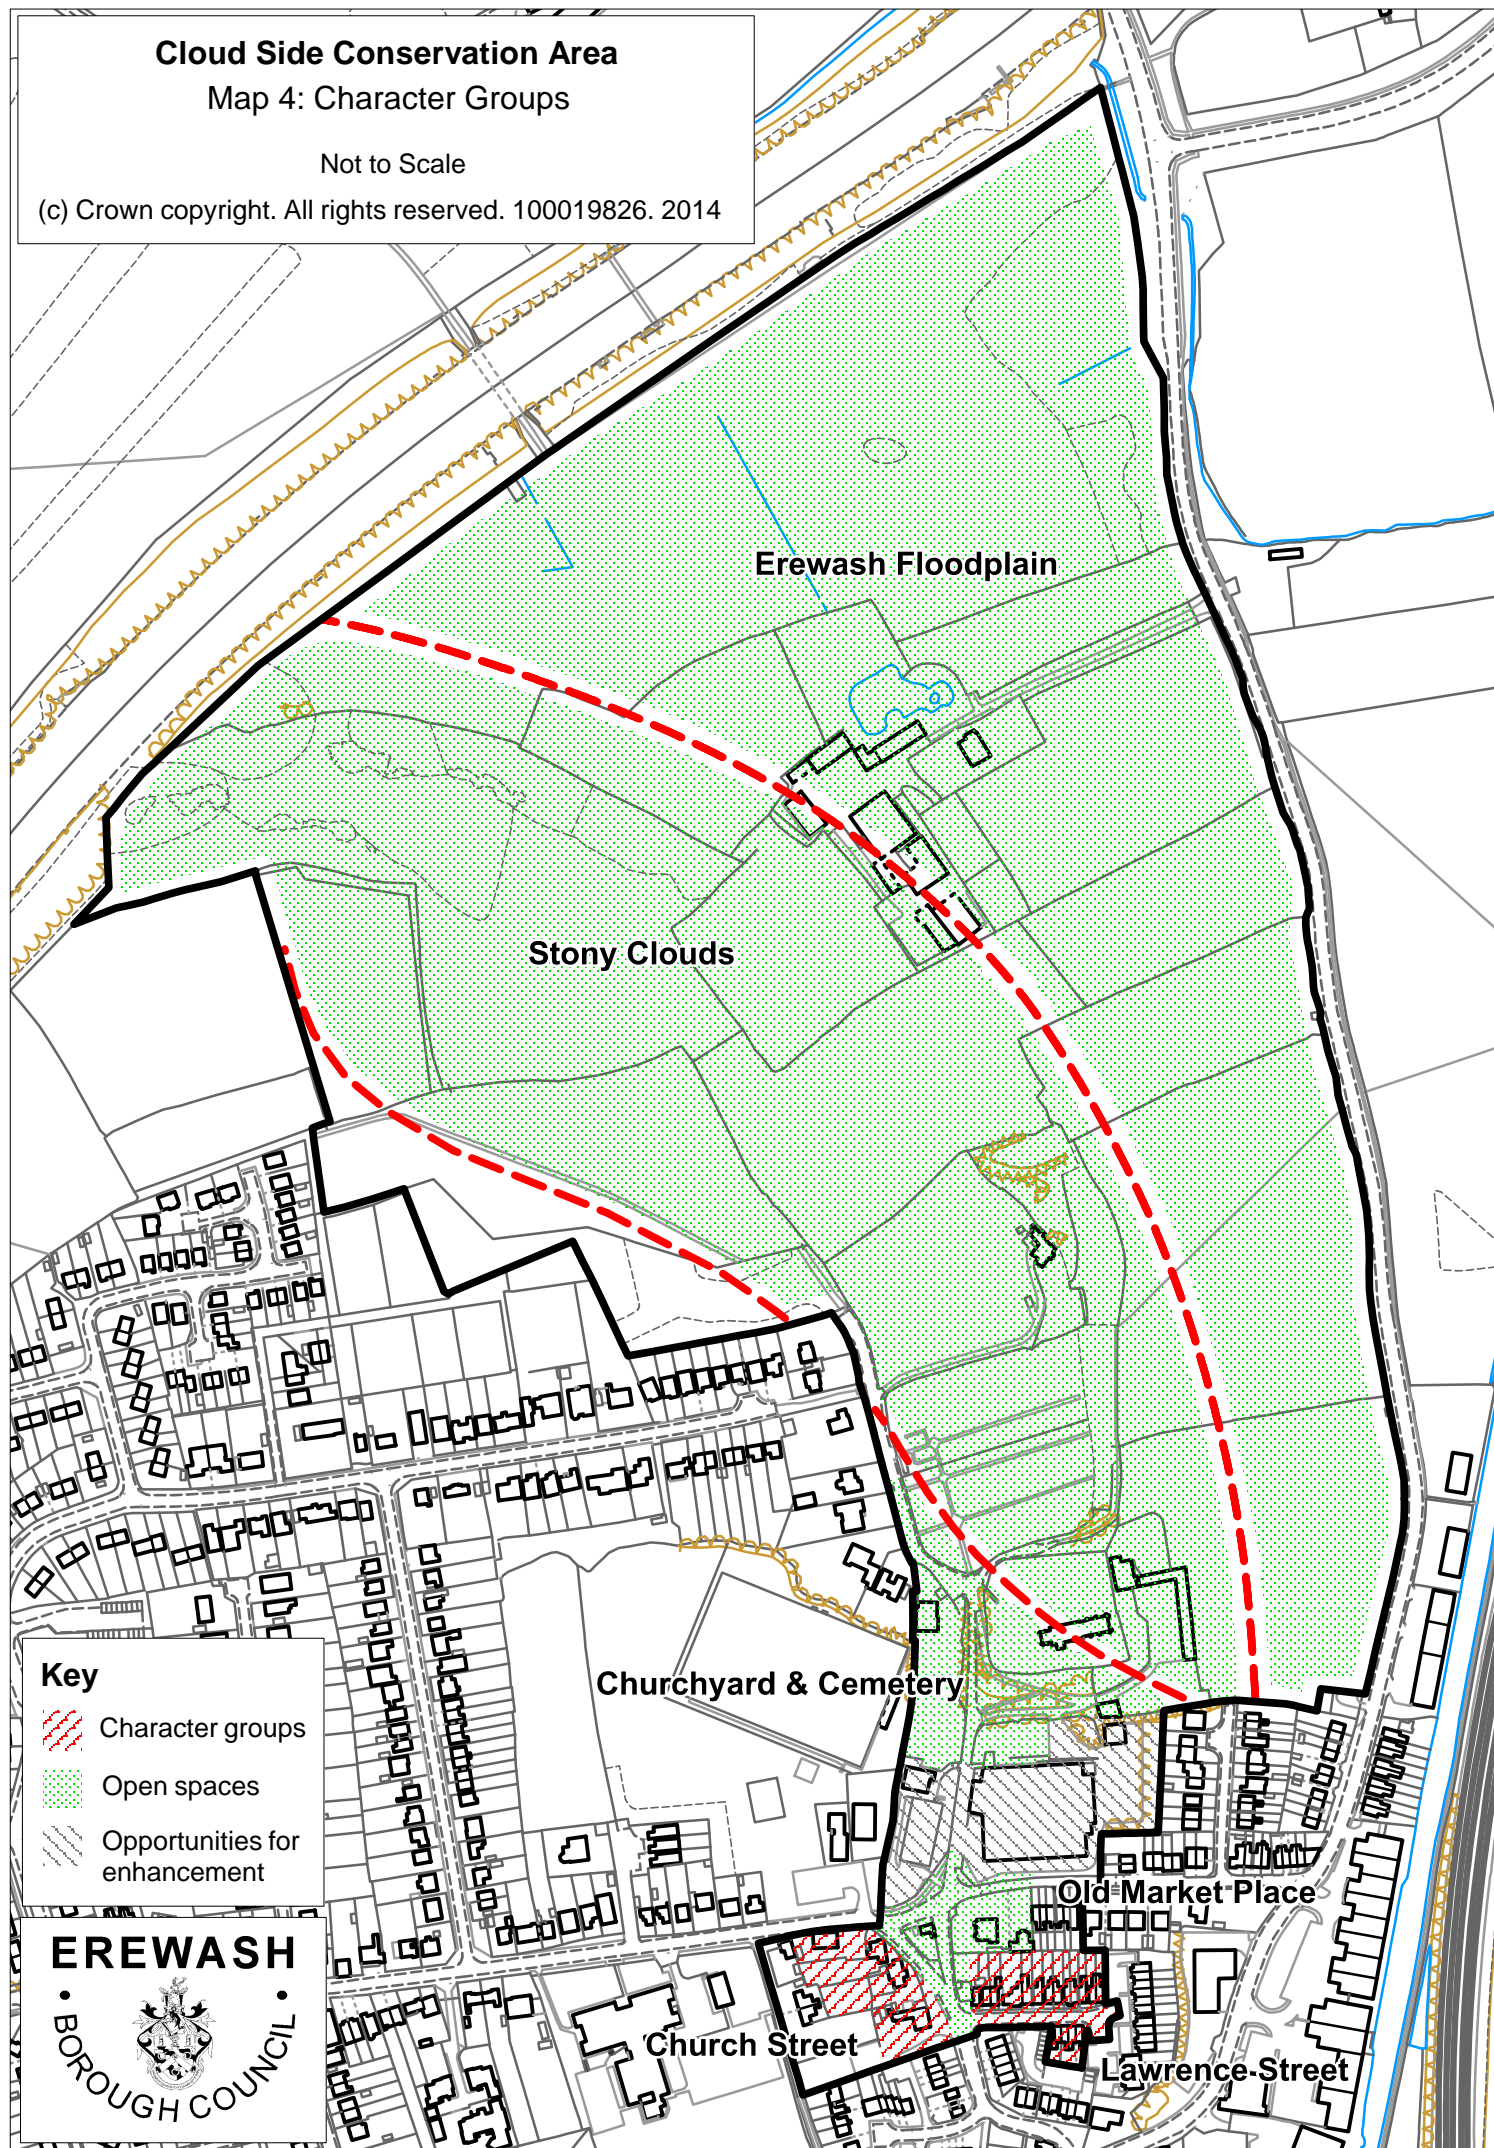 Cloud Side Conservation Area
Map 4: Character Groups
Not to Scale
(c) Crown copyright. All rights reserved. 100019826. 2014
Erewash Floodplain
Stony Clouds
Churchyard & Cemetery
Old Market Place
Church Street
Lawrence Street
Key
Character groups
Open spaces
Opportunities for
enhancement
EREWASH
• BOROUGH COUNCIL •